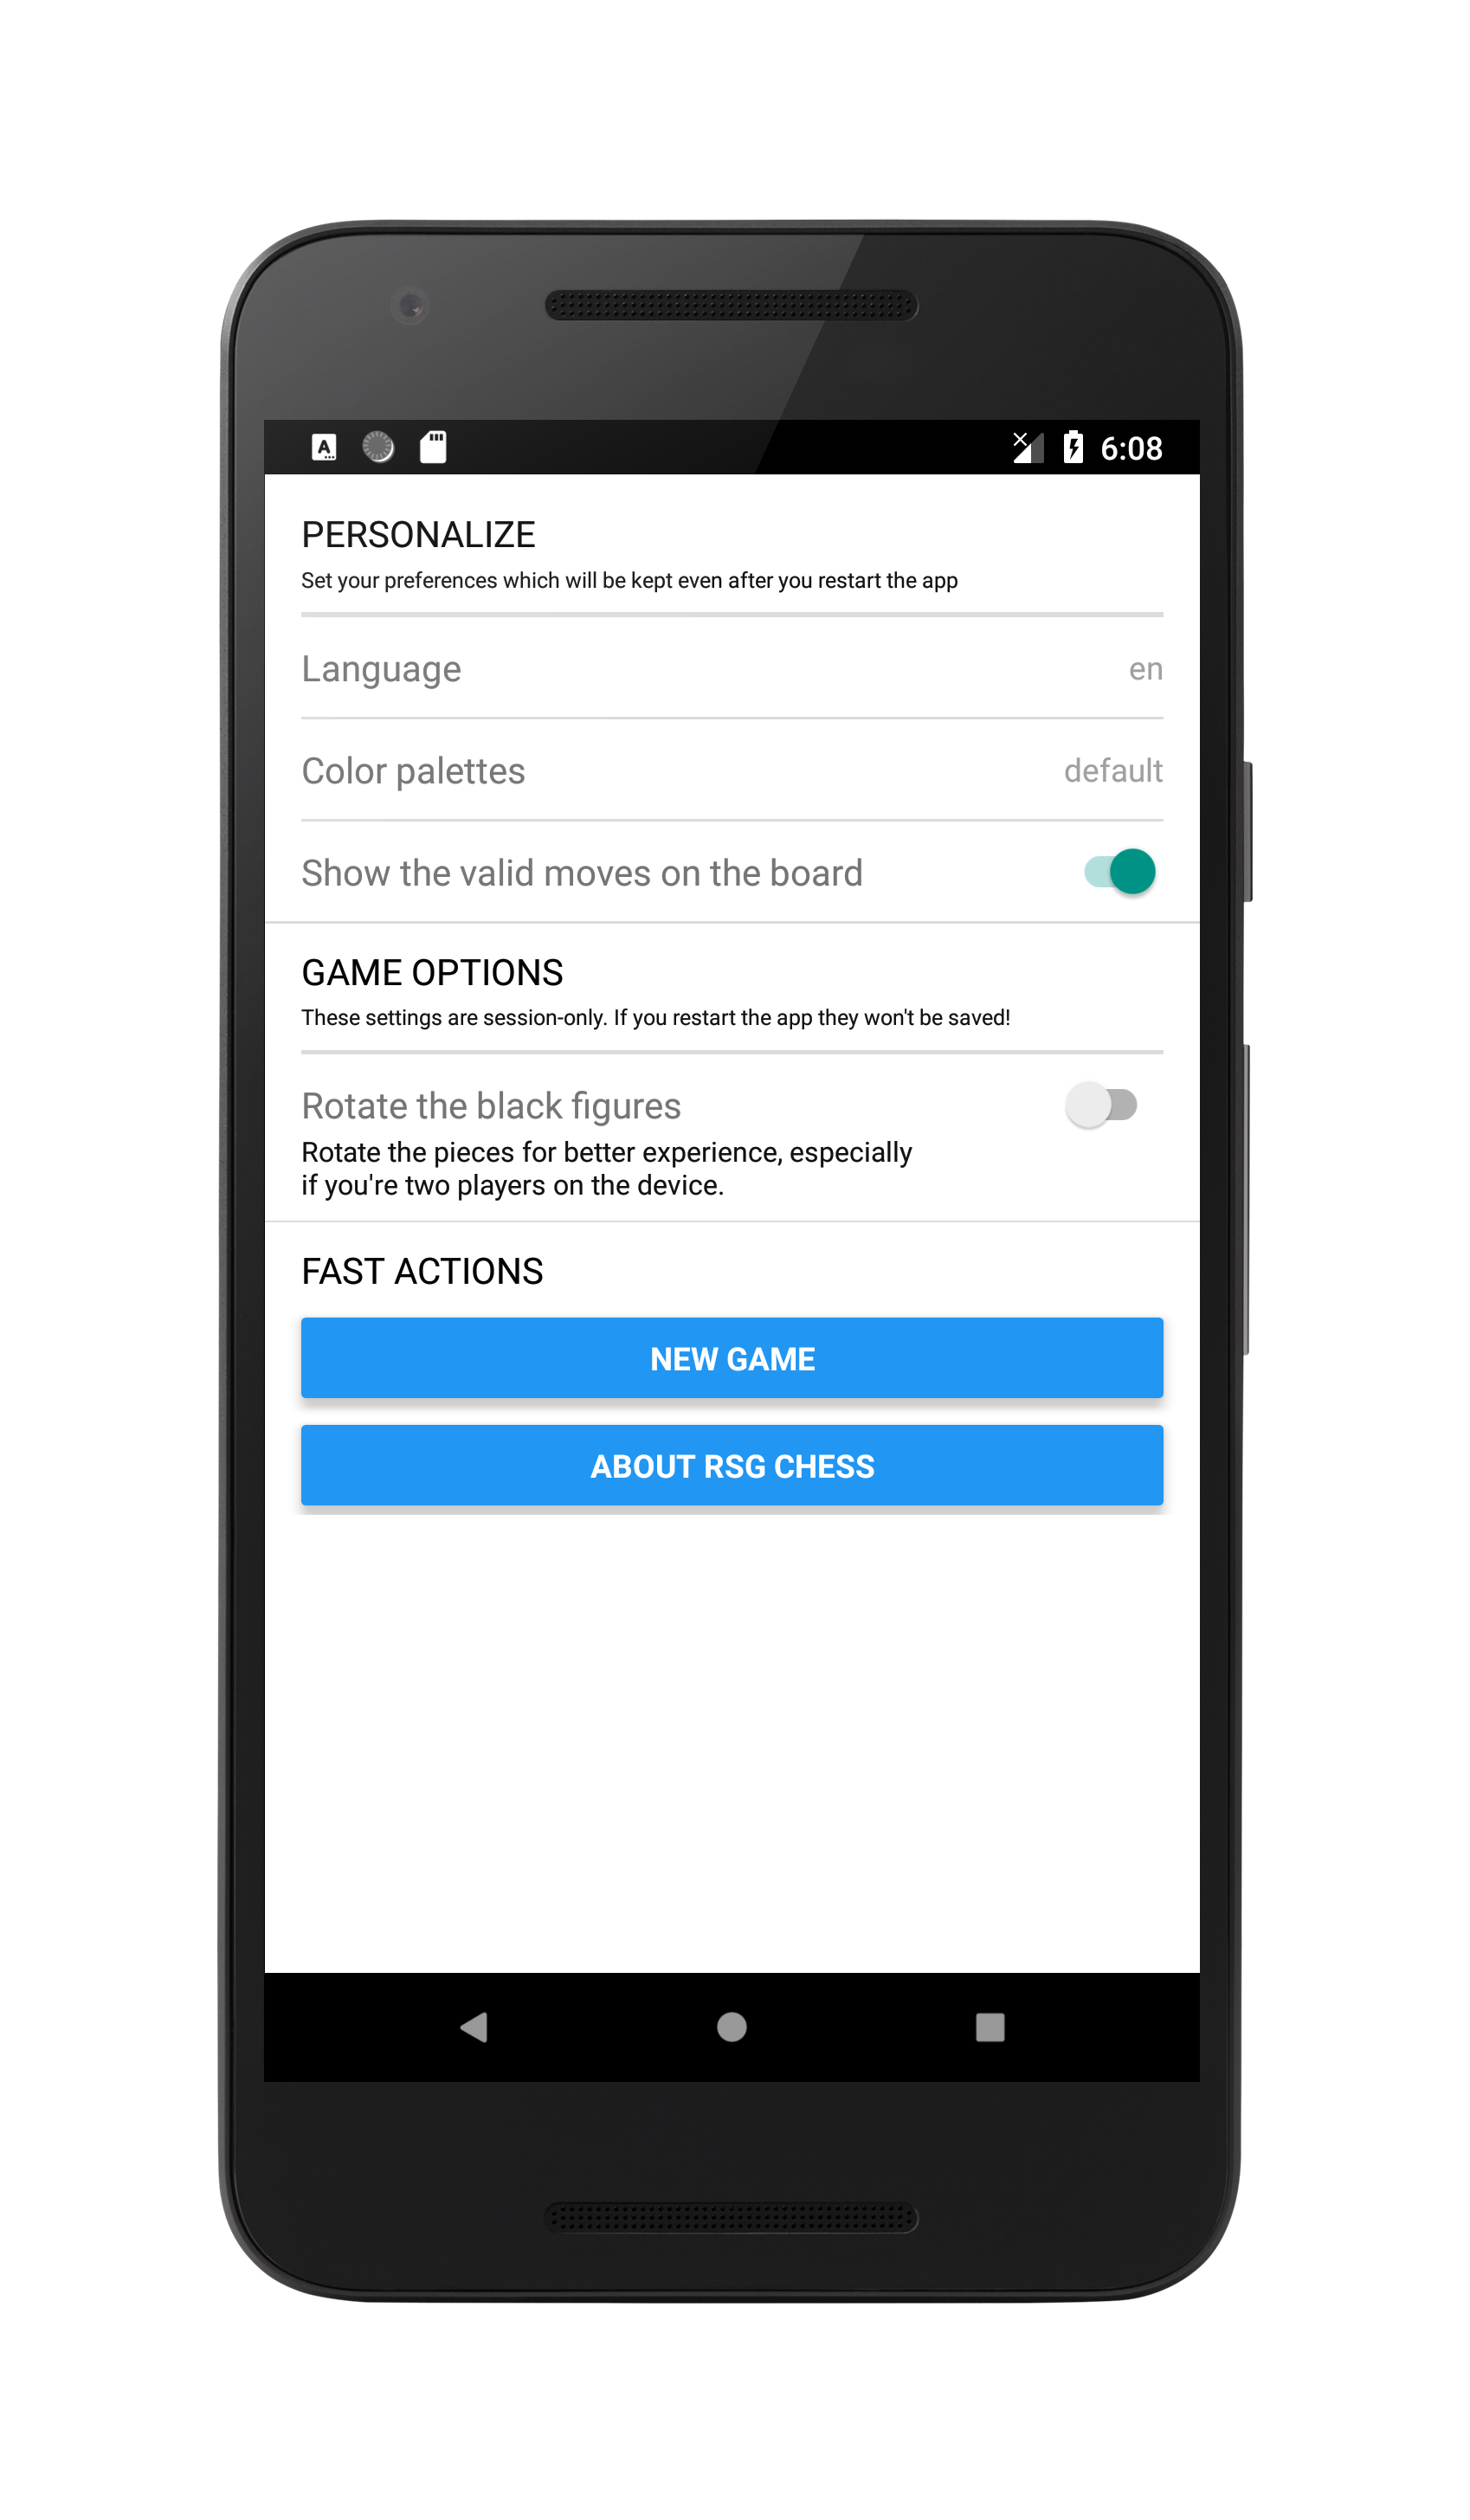 6:08
PERSONALIZE
Set your preferences which will be kept even after you restart the app
Language en
Color palettes default
Show the valid moves on the board
GAME OPTIONS
These settings are session-only. If you restart the app they won't be saved!
Rotate the black figures
Rotate the pieces for better experience, especially
if you're two players on the device.
FAST ACTIONS
NEW GAME
ABOUT RSG CHESS